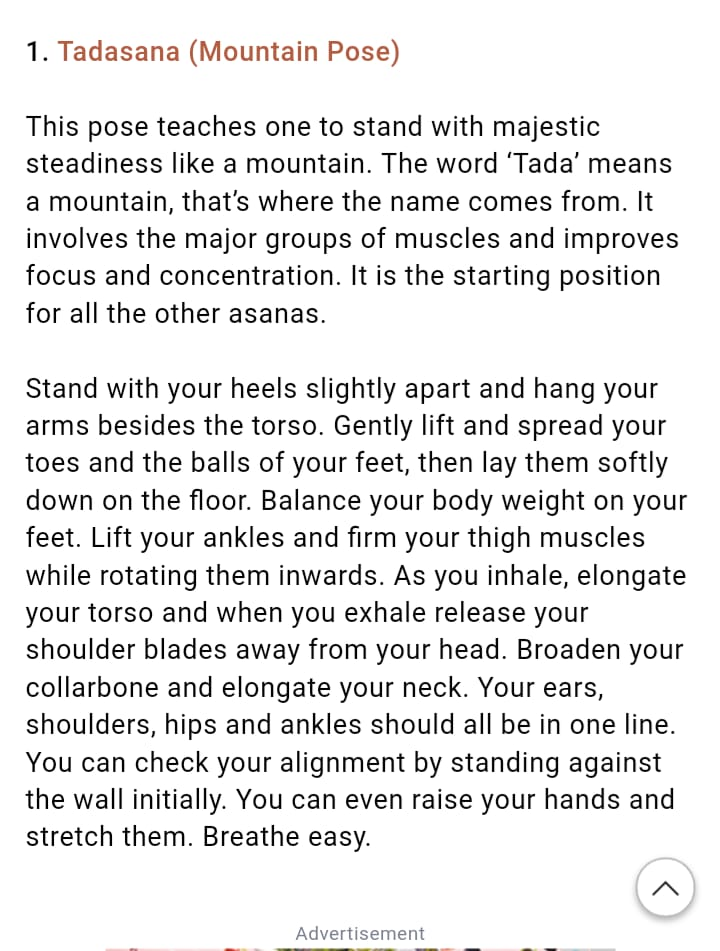 1. Tadasana (Mountain Pose)
This pose teaches one to stand with majestic
steadiness like a mountain. The word ‘Tada’ means
a mountain, that’s where the name comes from. It
involves the major groups of muscles and improves
focus and concentration. It is the starting position
for all the other asanas.
Stand with your heels slightly apart and hang your
arms besides the torso. Gently lift and spread your
toes and the balls of your feet, then lay them softly
down on the floor. Balance your body weight on your
feet. Lift your ankles and firm your thigh muscles
while rotating them inwards. As you inhale, elongate
your torso and when you exhale release your
shoulder blades away from your head. Broaden your
collarbone and elongate your neck. Your ears,
shoulders, hips and ankles should all be in one line.
You can check your alignment by standing against
the wall initially. You can even raise your hands and
stretch them. Breathe easy.
Advertisement